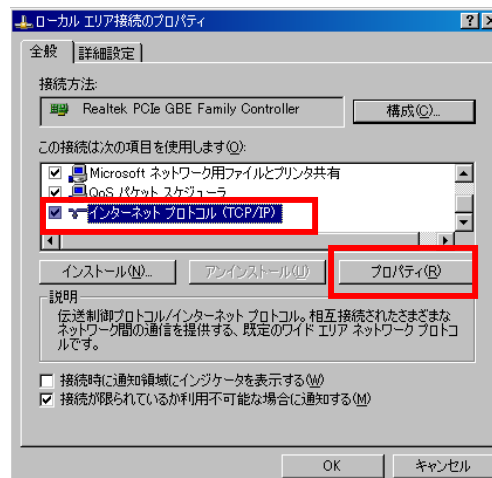 ローカル エリア接続のプロパティ
全般
詳細設定
接続方法:
Realtek PCIe GBE Family Controller
構成(C)...
この接続は次の項目を使用します(O):
Microsoft ネットワーク用ファイルとプリンタ共有
QoS パケット スケジューラ
インターネット プロトコル (TCP/IP)
インストール(N)...
アンインストール(U)
プロパティ(R)
説明
伝送制御プロトコル/インターネット プロトコル。相互接続されたさまざまな
ネットワーク間の通信を提供する、既定のワイド エリア ネットワーク プロトコ
ルです。
接続時に通知領域にインジケータを表示する(W)
接続が限られているか利用不可能な場合に通知する(M)
OK
キャンセル